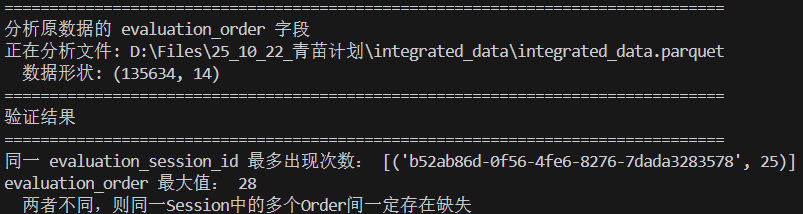 ================================================================================
分析原数据的 evaluation_order 字段
正在分析文件: D:\Files\25_10_22_青苗计划\integrated_data\integrated_data.parquet
  数据形状: (135634, 14)
================================================================================
验证结果
================================================================================
同一 evaluation_session_id 最多出现次数:  [('b52ab86d-0f56-4fe6-8276-7dada3283578', 25)]
evaluation_order 最大值:  28
  两者不同，则同一Session中的多个Order间一定存在缺失